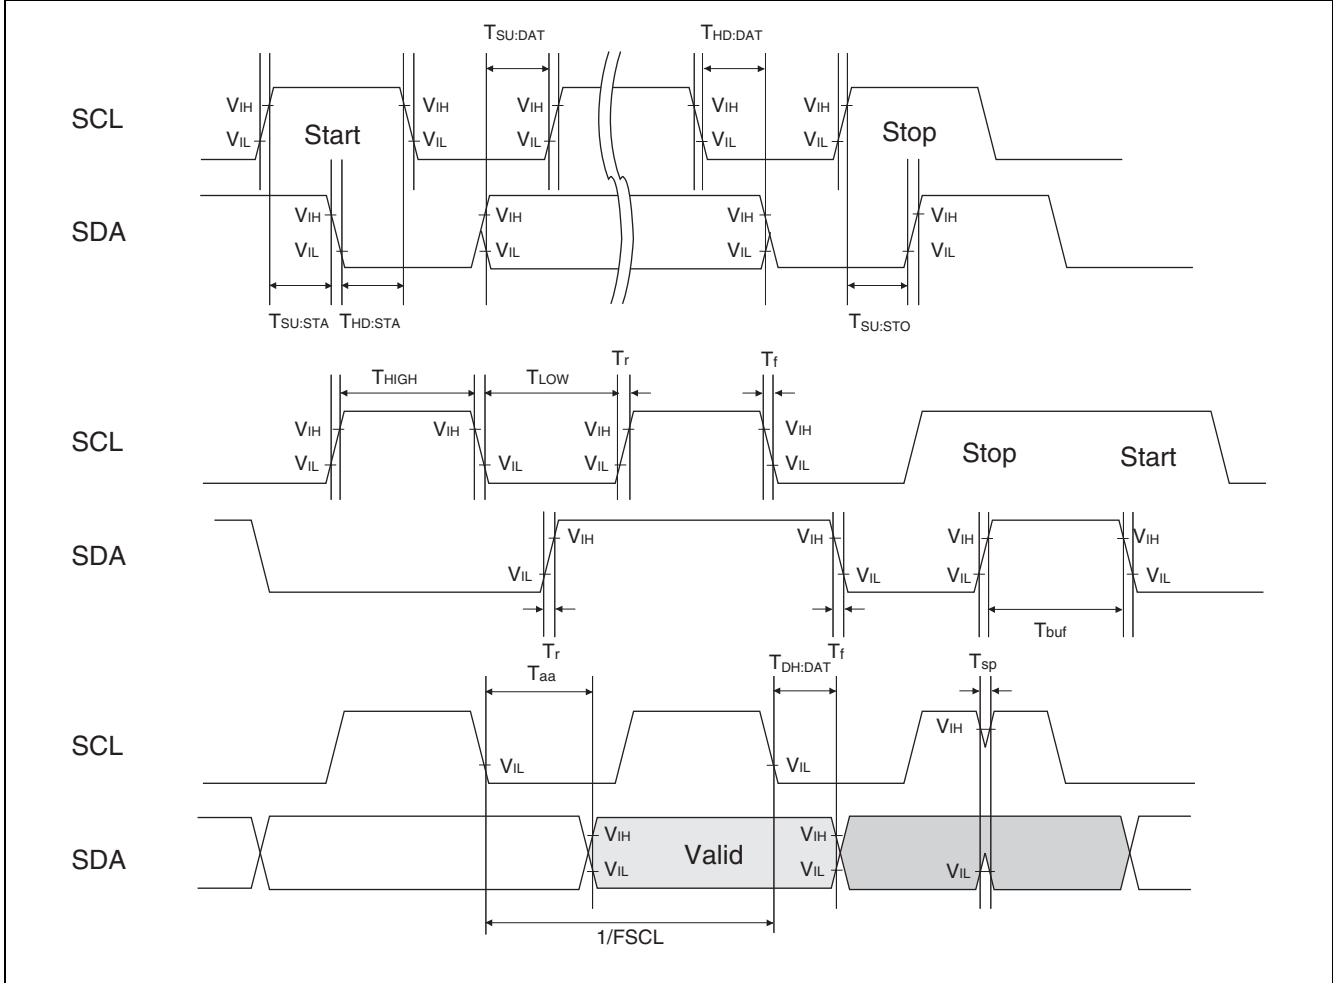 TSU:DAT THD:DAT
SCL VIH VIH VIH VIH VIH
VIL VIL VIL VIL VIL
Start Stop
SDA VIH VIH VIH VIH
VIL VIL VIL VIL
TSU:STA THD:STA TSU:STO
THIGH TLOW Tr Tf
SCL VIH VIH VIH VIH
VIL VIL VIL VIL
Stop Start
SDA VIH VIH VIH VIH
VIL VIL VIL VIL
Tr Tf Tbuf
Taa TDH:DAT Tsp
SCL VIH
VIL VIL
SDA VIH VIH
Valid
VIL VIL VIL
1/FSCL